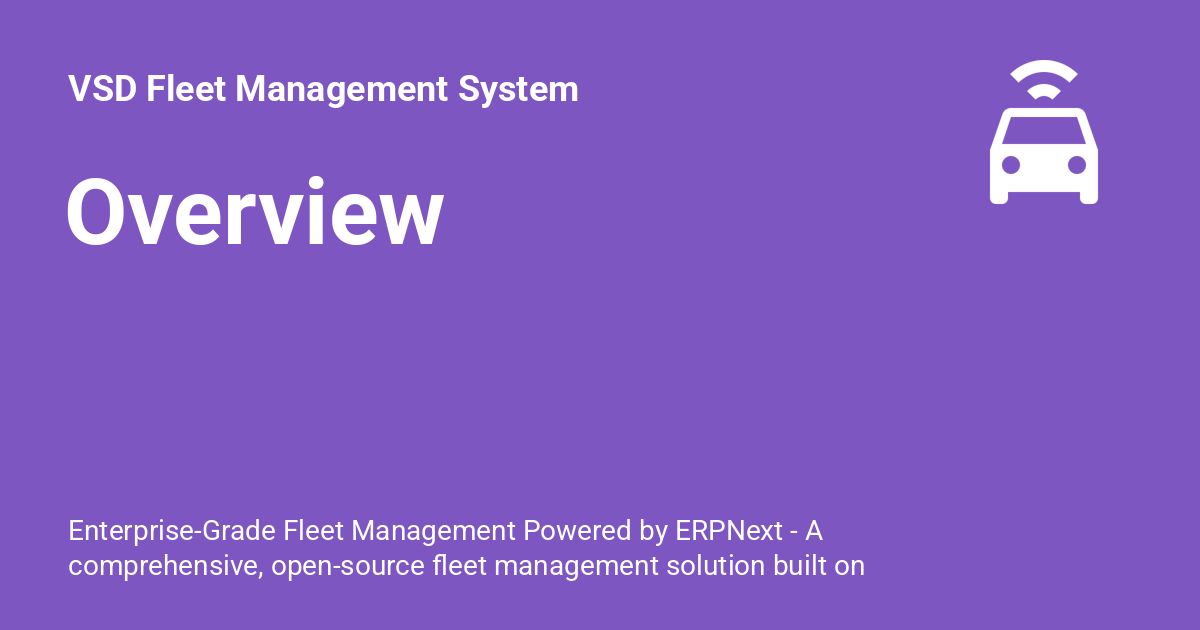 VSD Fleet Management System
Overview
Enterprise-Grade Fleet Management Powered by ERPNext - A
comprehensive, open-source fleet management solution built on